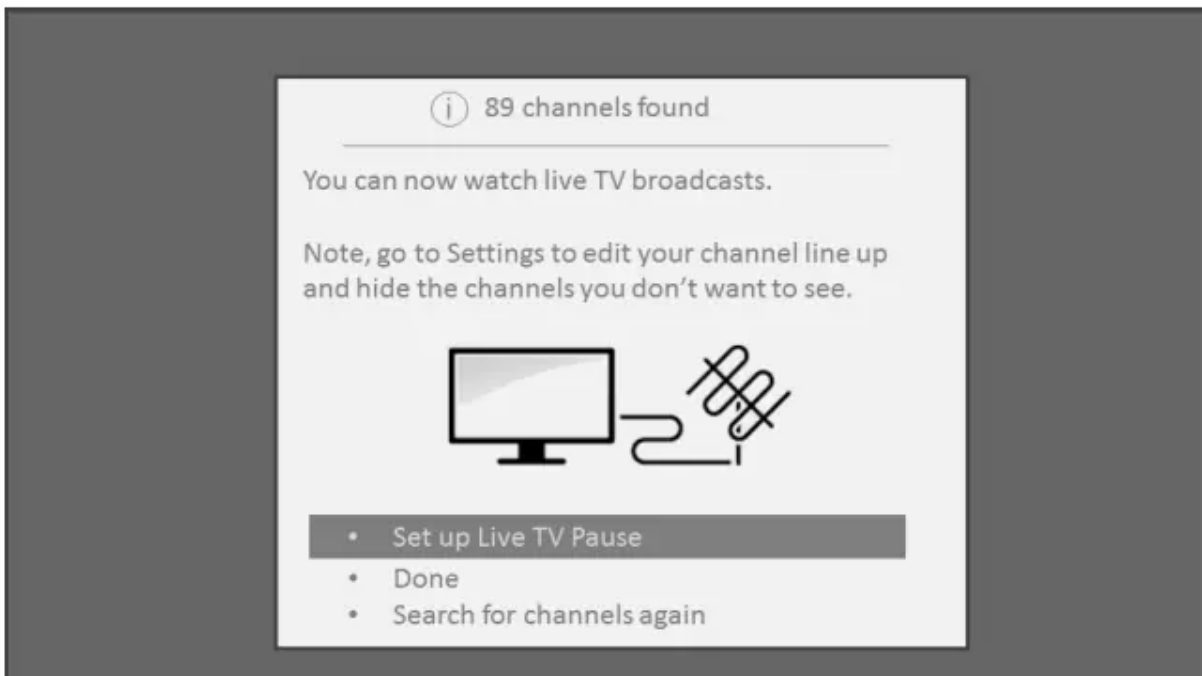 89 channels found
You can now watch live TV broadcasts.
Note, go to Settings to edit your channel line up
and hide the channels you don't want to see.
• Set up Live TV Pause
• Done
• Search for channels again